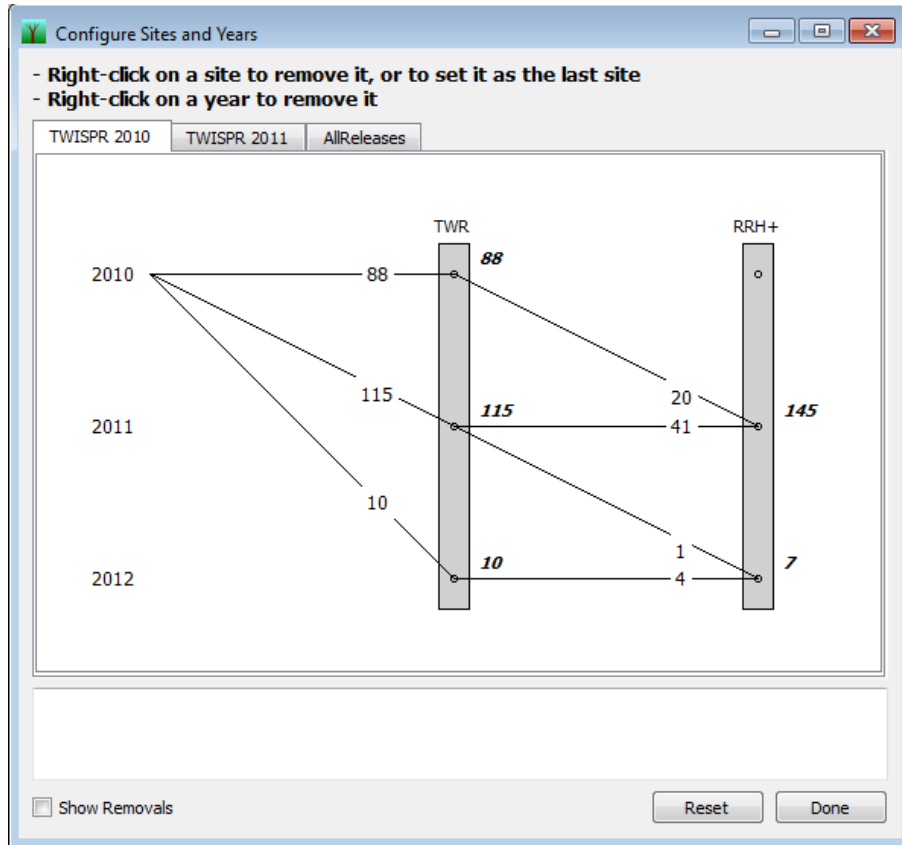 Configure Sites and Years
- Right-click on a site to remove it, or to set it as the last site
- Right-click on a year to remove it
TWISPR 2010 TWISPR 2011 AllReleases
TWR RRH+
88
2010 88
115 20
115 145
2011 41
10
1
10 7
2012 4
Show Removals Reset Done